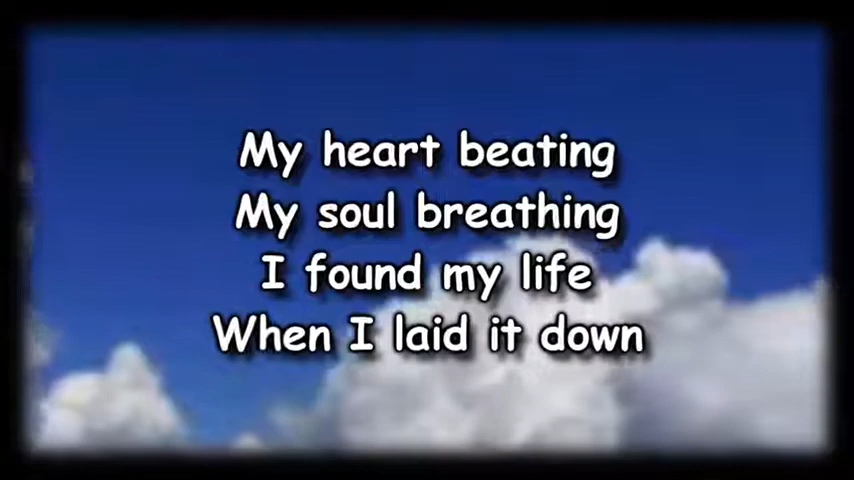 My heart beating
My soul breathing
I found my life
When I laid it down